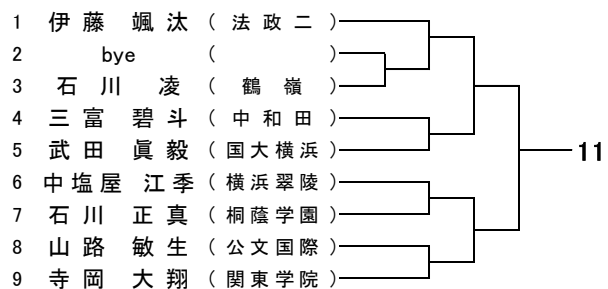 1 伊藤 颯汰 (法政二)
2 bye ( )
3 石川 凌 (鶴嶺)
4 三富 碧斗 (中和田)
5 武田 眞毅 (国大横浜)
11
6 中塩屋 江季 (横浜翠陵)
7 石川 正真 (桐蔭学園)
8 山路 敏生 (公文国際)
9 寺岡 大翔 (関東学院)